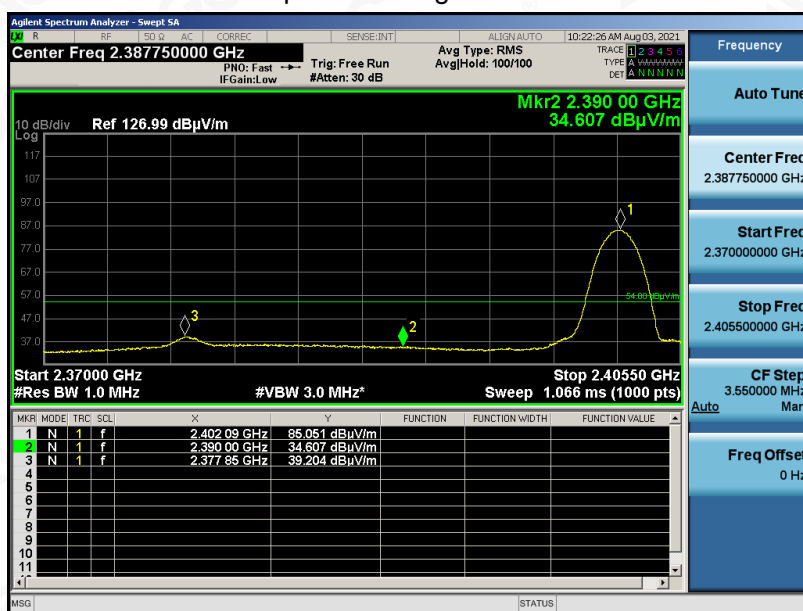 Agilent Spectrum Analyzer - Swept SA
LXI R RF 50 Ω AC CORREC SENSE:INT ALIGNAUTO 10:22:26 AM Aug 03, 2021
Center Freq 2.387750000 GHz
PNO: Fast
IFGain:Low
Trig: Free Run
#Atten: 30 dB
Avg Type: RMS
Avg|Hold: 100/100
TRACE 1 2 3 4 5 6
TYPE A WWWWW
DET A N N N N N
Mkr2 2.390 00 GHz
34.607 dBµV/m
10 dB/div Ref 126.99 dBµV/m
Log
117
107
97.0
87.0
77.0
67.0
57.0
47.0
37.0
1
2
3
54.00 dBµV/m
Start 2.37000 GHz Stop 2.40550 GHz
#Res BW 1.0 MHz #VBW 3.0 MHz* Sweep 1.066 ms (1000 pts)
MKR MODE TRC SCL X Y FUNCTION FUNCTION WIDTH FUNCTION VALUE
1 N 1 f 2.402 09 GHz 85.051 dBµV/m
2 N 1 f 2.390 00 GHz 34.607 dBµV/m
3 N 1 f 2.377 85 GHz 39.204 dBµV/m
4
5
6
7
8
9
10
11
MSG STATUS
Frequency
Auto Tune
Center Freq
2.387750000 GHz
Start Freq
2.370000000 GHz
Stop Freq
2.405500000 GHz
CF Step
3.550000 MHz
Auto Man
Freq Offset
0 Hz